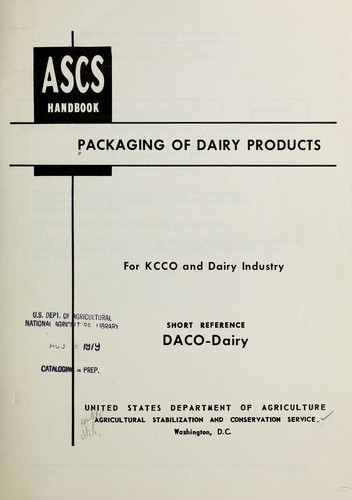 ASCS
HANDBOOK
PACKAGING OF DAIRY PRODUCTS
For KCCO and Dairy Industry
U.S. DEPT. OF AGRICULTURAL
NATIONAL AGRICULTURAL LIBRARY
1979
CATALOGING = PREP.
SHORT REFERENCE
DACO-Dairy
UNITED STATES DEPARTMENT OF AGRICULTURE
AGRICULTURAL STABILIZATION AND CONSERVATION SERVICE
Washington, D.C.